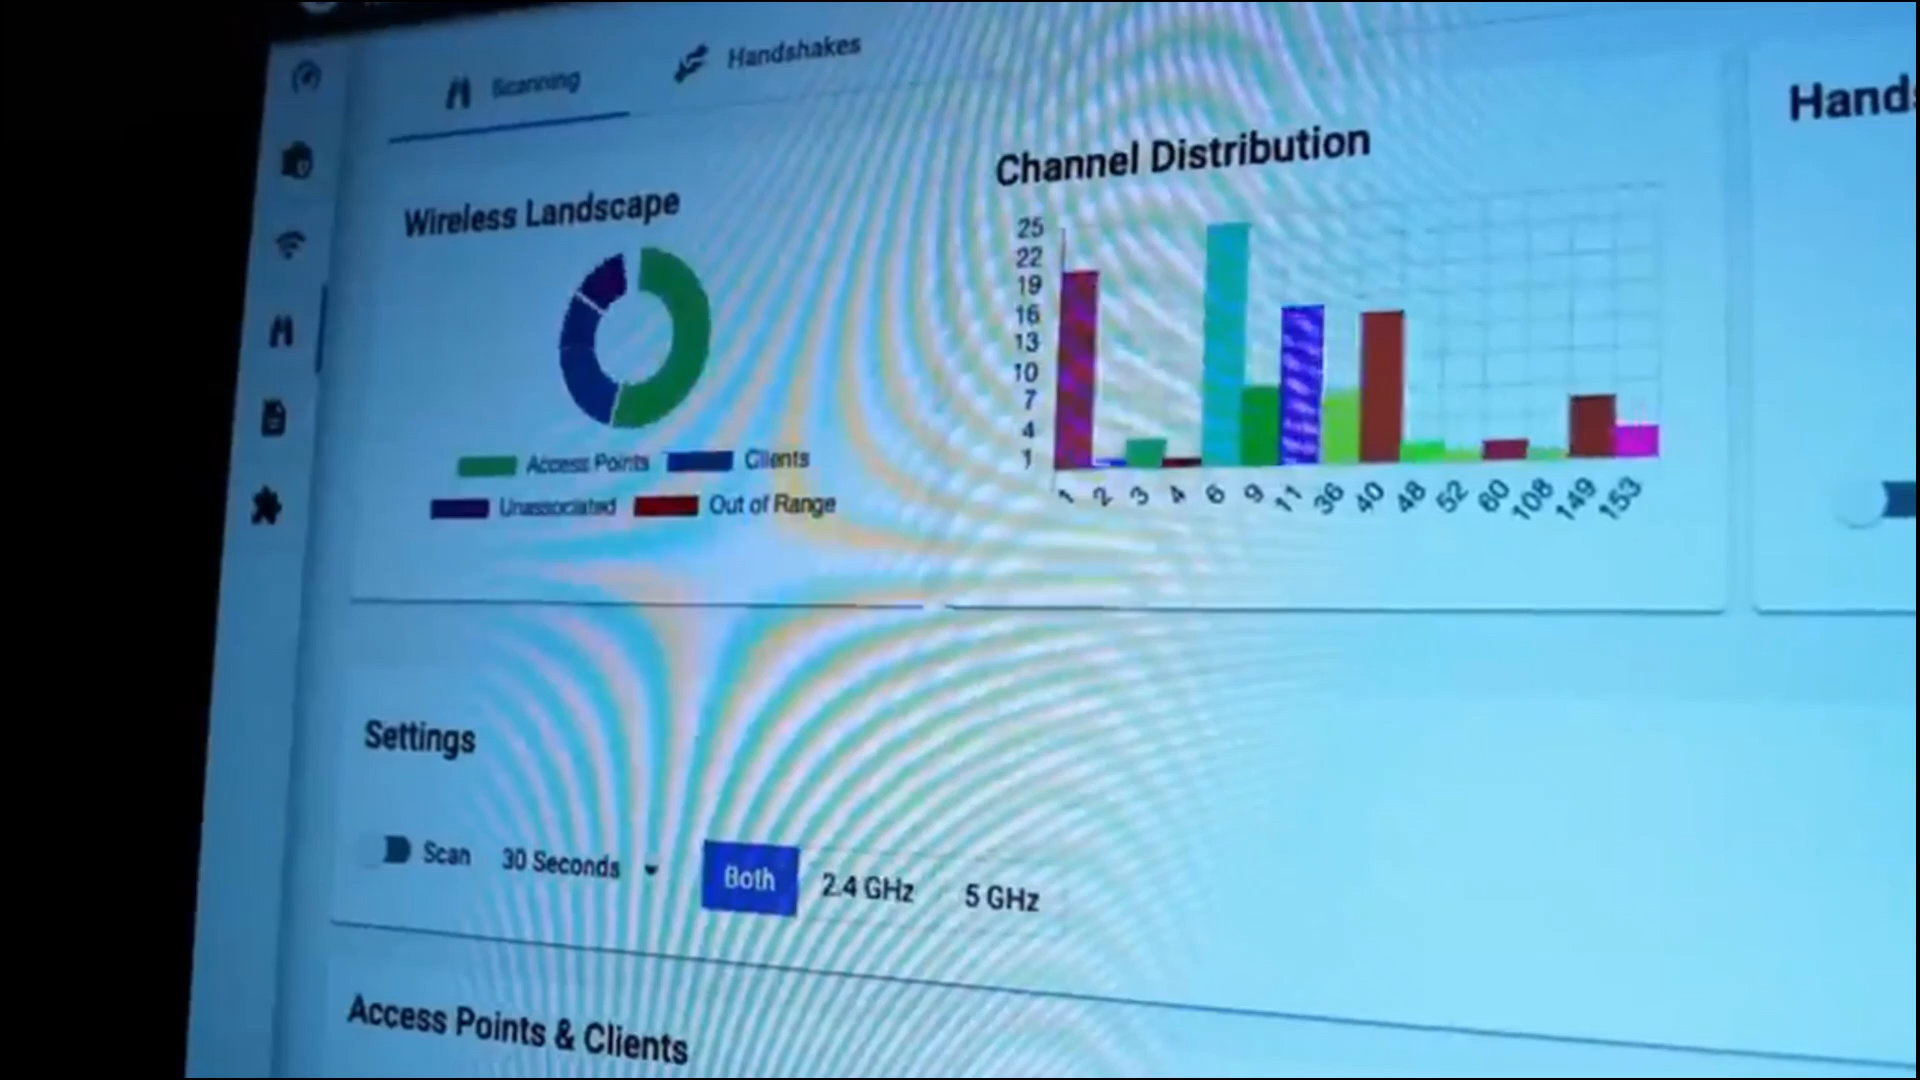 Scanning
Handshakes
Wireless Landscape
Access Points
Clients
Unassociated
Out of Range
Channel Distribution
25
22
19
16
13
10
7
4
1
1 2 3 4 6 9 11 36 40 48 52 60 108 149 153
Hands
Settings
Scan
30 Seconds
Both
2.4 GHz
5 GHz
Access Points & Clients